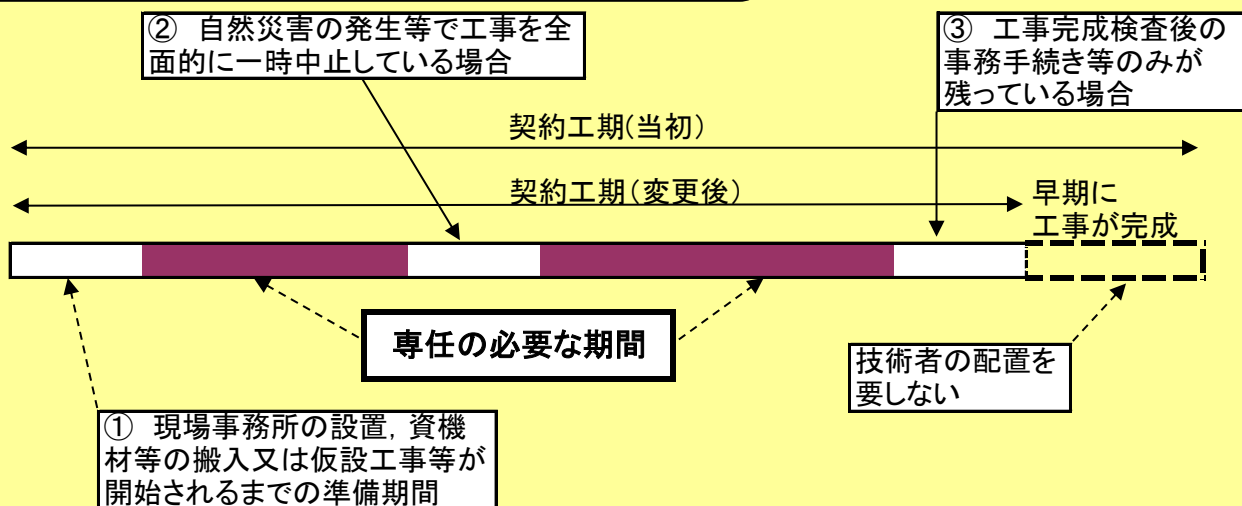 ② 自然災害の発生等で工事を全
面的に一時中止している場合
③ 工事完成検査後の
事務手続き等のみが
残っている場合
契約工期(当初)
契約工期(変更後)
早期に
工事が完成
専任の必要な期間
技術者の配置を
要しない
① 現場事務所の設置, 資機
材等の搬入又は仮設工事等が
開始されるまでの準備期間